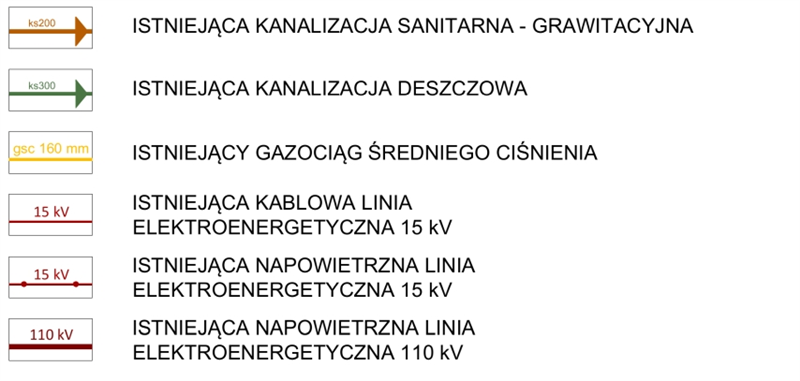 ks200
ISTNIEJĄCA KANALIZACJA SANITARNA - GRAWITACYJNA
ks300
ISTNIEJĄCA KANALIZACJA DESZCZOWA
gsc 160 mm
ISTNIEJĄCY GAZOCIĄG ŚREDNIEGO CIŚNIENIA
15 kV
ISTNIEJĄCA KABLOWA LINIA
ELEKTROENERGETYCZNA 15 kV
15 kV
ISTNIEJĄCA NAPOWIETRZNA LINIA
ELEKTROENERGETYCZNA 15 kV
110 kV
ISTNIEJĄCA NAPOWIETRZNA LINIA
ELEKTROENERGETYCZNA 110 kV